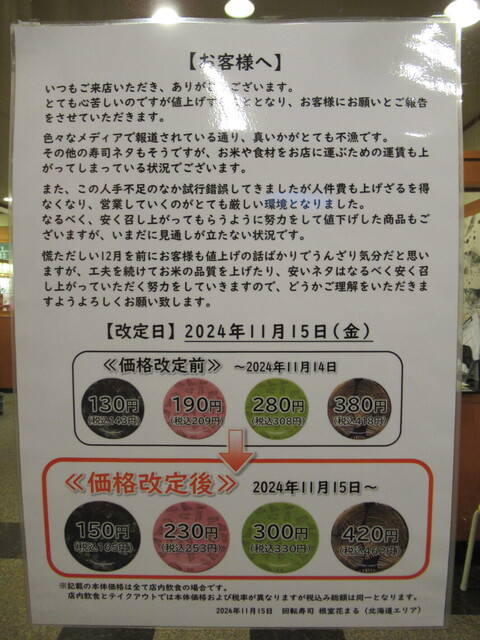 【お客様へ】
いつもご来店いただき、ありがとうございます。
とても心苦しいのですが値上げすることとなり、お客様にお願いとご報告
をさせていただきます。
色々なメディアで報道されている通り、真いかがとても不漁です。
その他の寿司ネタもそうですが、お米や食材をお店に運ぶための運賃も上
がってしまっている状況でございます。
また、この人手不足のなか試行錯誤してきましたが人件費も上げざるを得
なくなり、営業していくのがとても厳しい環境となりました。
なるべく、安く召し上がってもらうように努力をして値下げした商品もご
ざいますが、いまだに見通しが立たない状況です。
慌ただしい12月を前にお客様も値上げの話ばかりでうんざり気分だと思い
ますが、工夫を続けてお米の品質を上げたり、安いネタはなるべく安く召
し上がっていただく努力をしていきますので、どうかご理解をいただきま
すようよろしくお願い致します。
【改定日】2024年11月15日(金)
≪価格改定前≫ ～2024年11月14日
130円 190円 280円 380円
(税込143円) (税込209円) (税込308円) (税込418円)
≪価格改定後≫ 2024年11月15日～
150円 230円 300円 420円
(税込165円) (税込253円) (税込330円) (税込462円)
※記載の本体価格は全て店内飲食の場合です。
店内飲食とテイクアウトでは本体価格および税率が異なりますが税込み総額は同一となります。
2024年11月15日 回転寿司 根室花まる (北海道エリア)